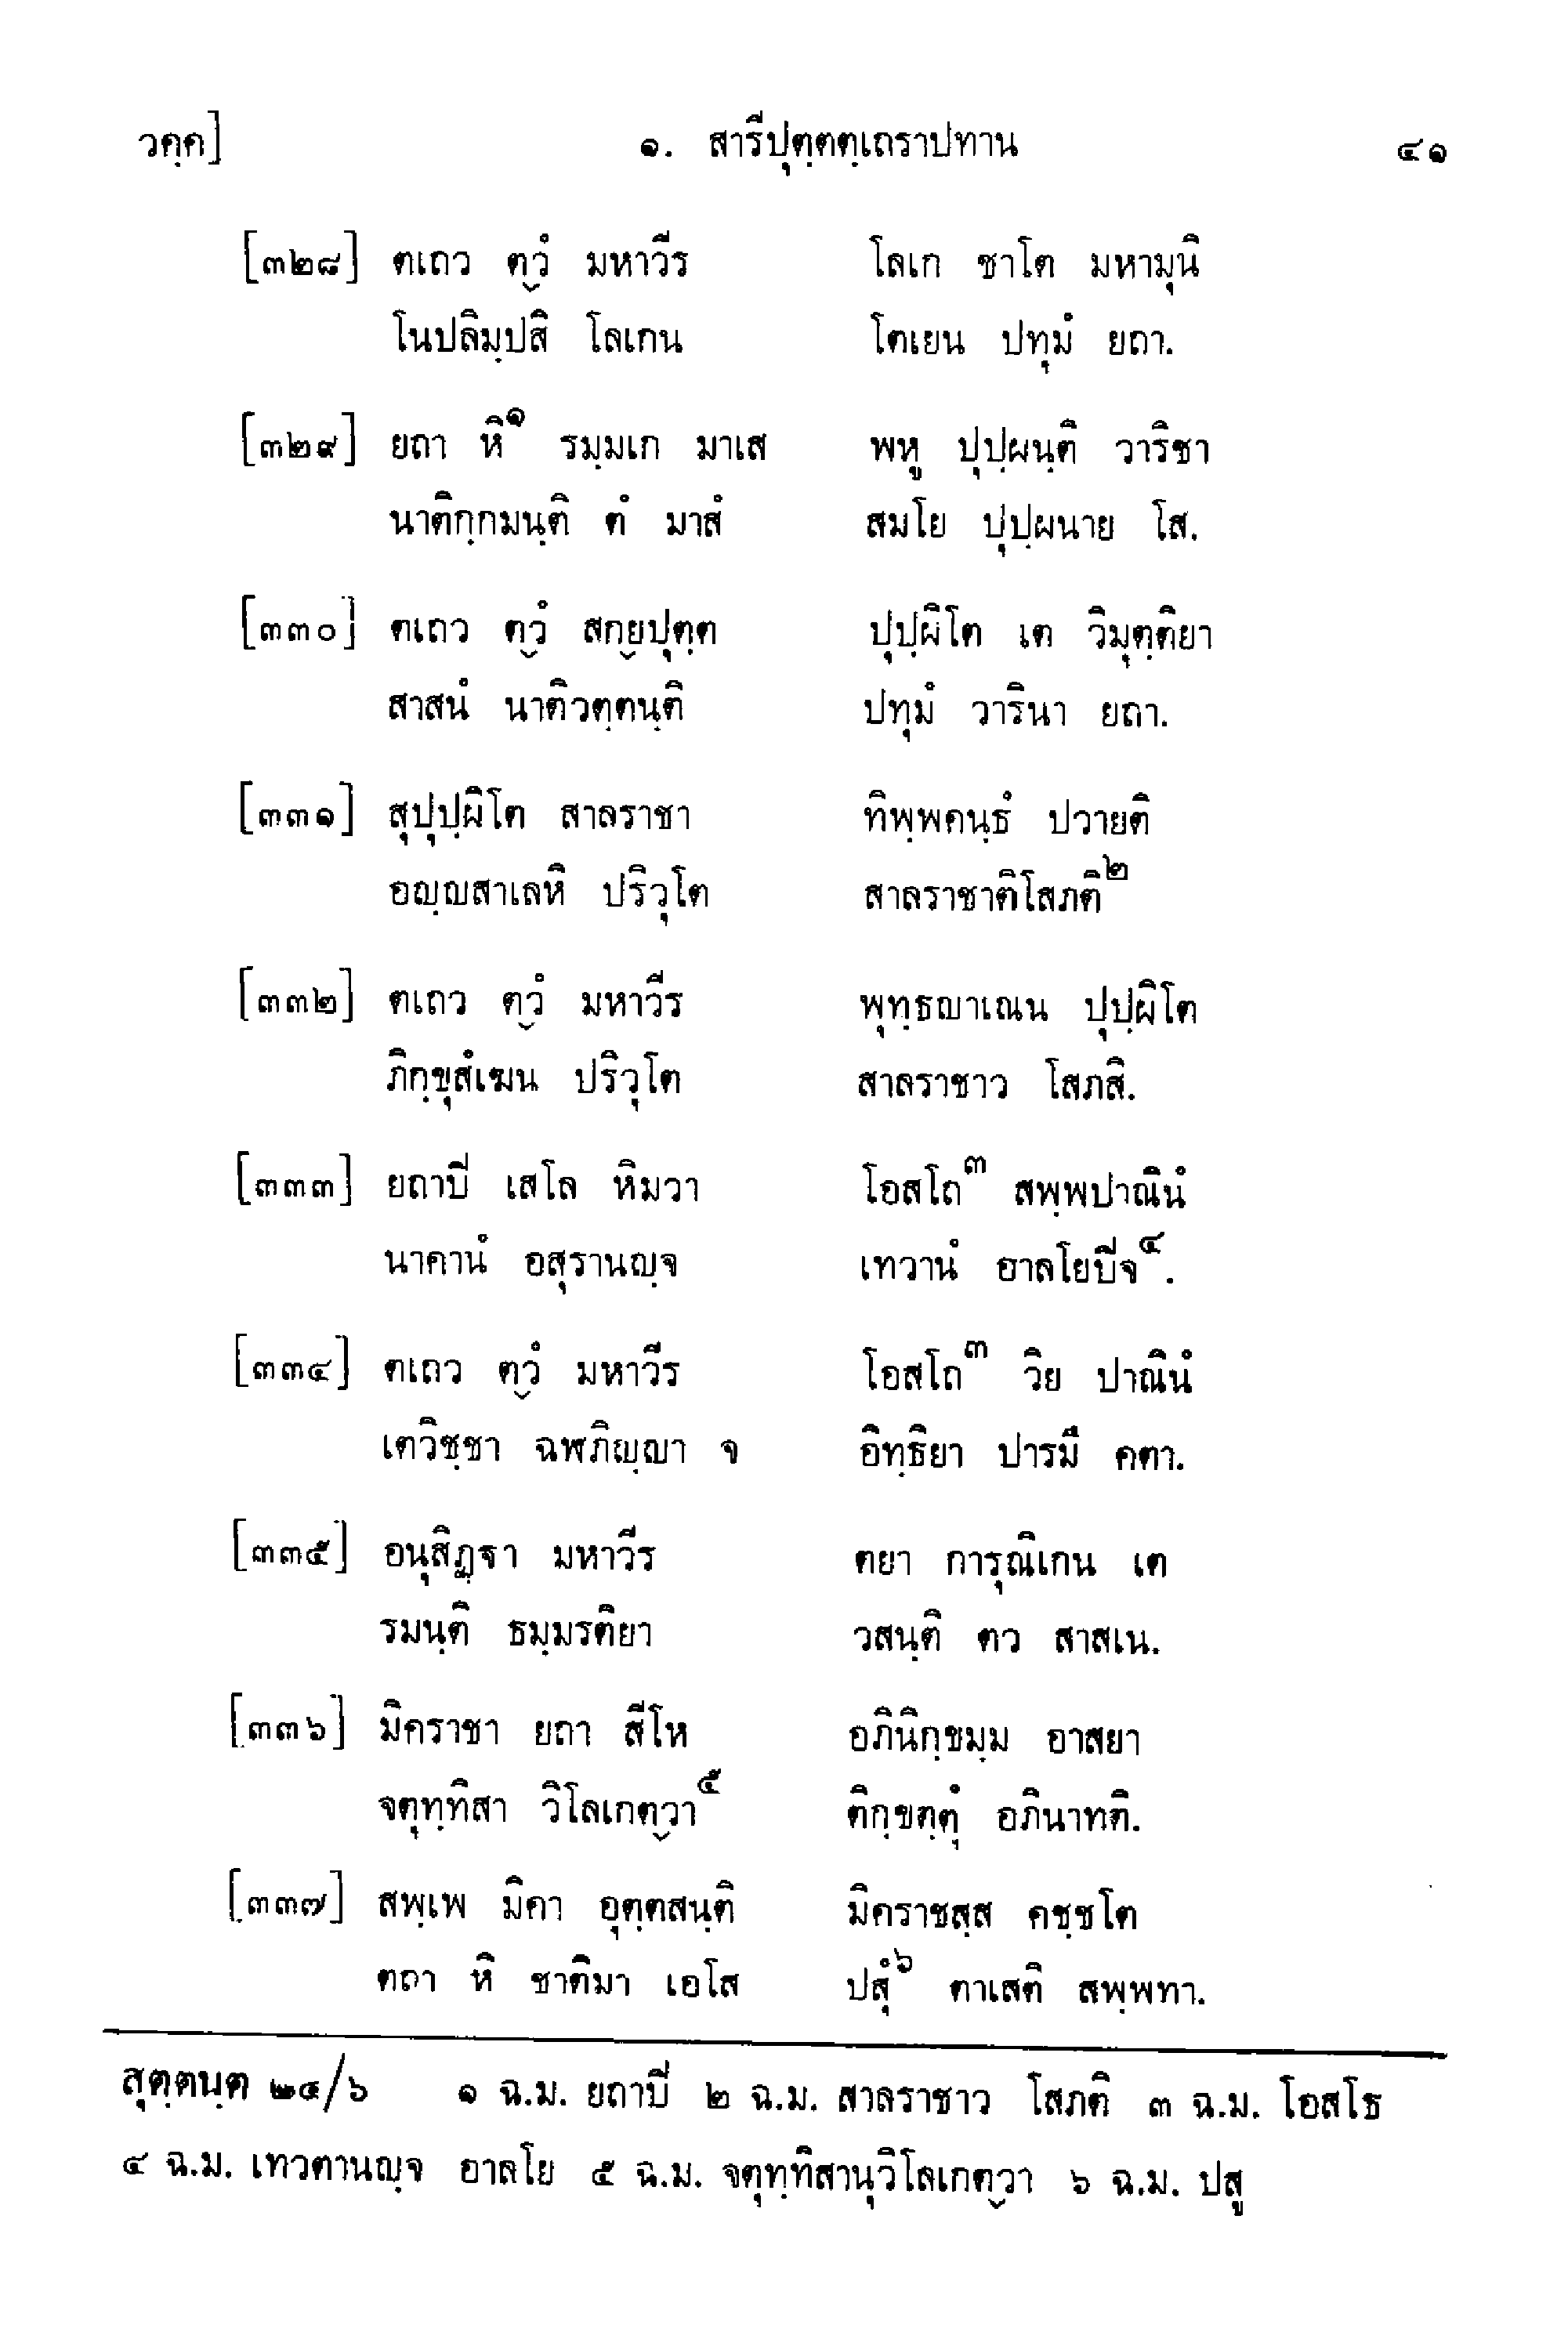 วคฺค] ๑. สารีปุตฺตตฺเถราปทาน ๔๑
[๓๒๘] ตเถว ตฺวํ มหาวีร โลเก ชาโต มหามุนิ
โนปลิมฺปสิ โลเกน โตเยน ปทุมํ ยถา.
[๓๒๙] ยถา หิ๑ รมฺมเก มาเส พหู ปุปฺผนฺติ วาริชา
นาติกฺกมนฺติ ตํ มาสํ สมโย ปุปฺผนาย โส.
[๓๓๐] ตเถว ตฺวํ สกฺยปุตฺต ปุปฺผิโต เต วิมุตฺติยา
สาสนํ นาติวตฺตนฺติ ปทุมํ วารินา ยถา.
[๓๓๑] สุปุปฺผิโต สาลราชา ทิพฺพคนฺธํ ปวายติ
อญฺญสาเลหิ ปริวุโต สาลราชาติโสภติ๒
[๓๓๒] ตเถว ตฺวํ มหาวีร พุทฺธญาเณน ปุปฺผิโต
ภิกฺขุสํเฆน ปริวุโต สาลราชาว โสภสิ.
[๓๓๓] ยถาปิ เสโล หิมวา โอสโถ๓ สพฺพปาณินํ
นาคานํ อสุรานญฺจ เทวานํ อาลโยปิจ๔.
[๓๓๔] ตเถว ตฺวํ มหาวีร โอสโถ๓ วิย ปาณินํ
เตวิชฺชา ฉฬภิญฺญา จ อิทฺธิยา ปารมึ คตา.
[๓๓๕] อนุสิฏฺฐา มหาวีร ตยา การุณิเกน เต
รมนฺติ ธมฺมรติยา วสนฺติ ตว สาสเน.
[๓๓๖] มิคราชา ยถา สีโห อภินิกฺขมฺม อาสยา
จตุทฺทิสา วิโลเกตฺวา๕ ติกฺขตฺตุํ อภินาทติ.
[๓๓๗] สพฺเพ มิคา อุตฺตสนฺติ มิคราชสฺส คชฺชโต
ตถา หิ ชาติมา เอโส ปสุํ๖ ตาเสติ สพฺพทา.
สุตฺตนฺต ๒๔/๖ ๑ ฉ.ม. ยถาปิ ๒ ฉ.ม. สาลราชาว โสภติ ๓ ฉ.ม. โอสโธ
๔ ฉ.ม. เทวตานญฺจ อาลโย ๕ ฉ.ม. จตุทฺทิสานุวิโลเกตฺวา ๖ ฉ.ม. ปสู